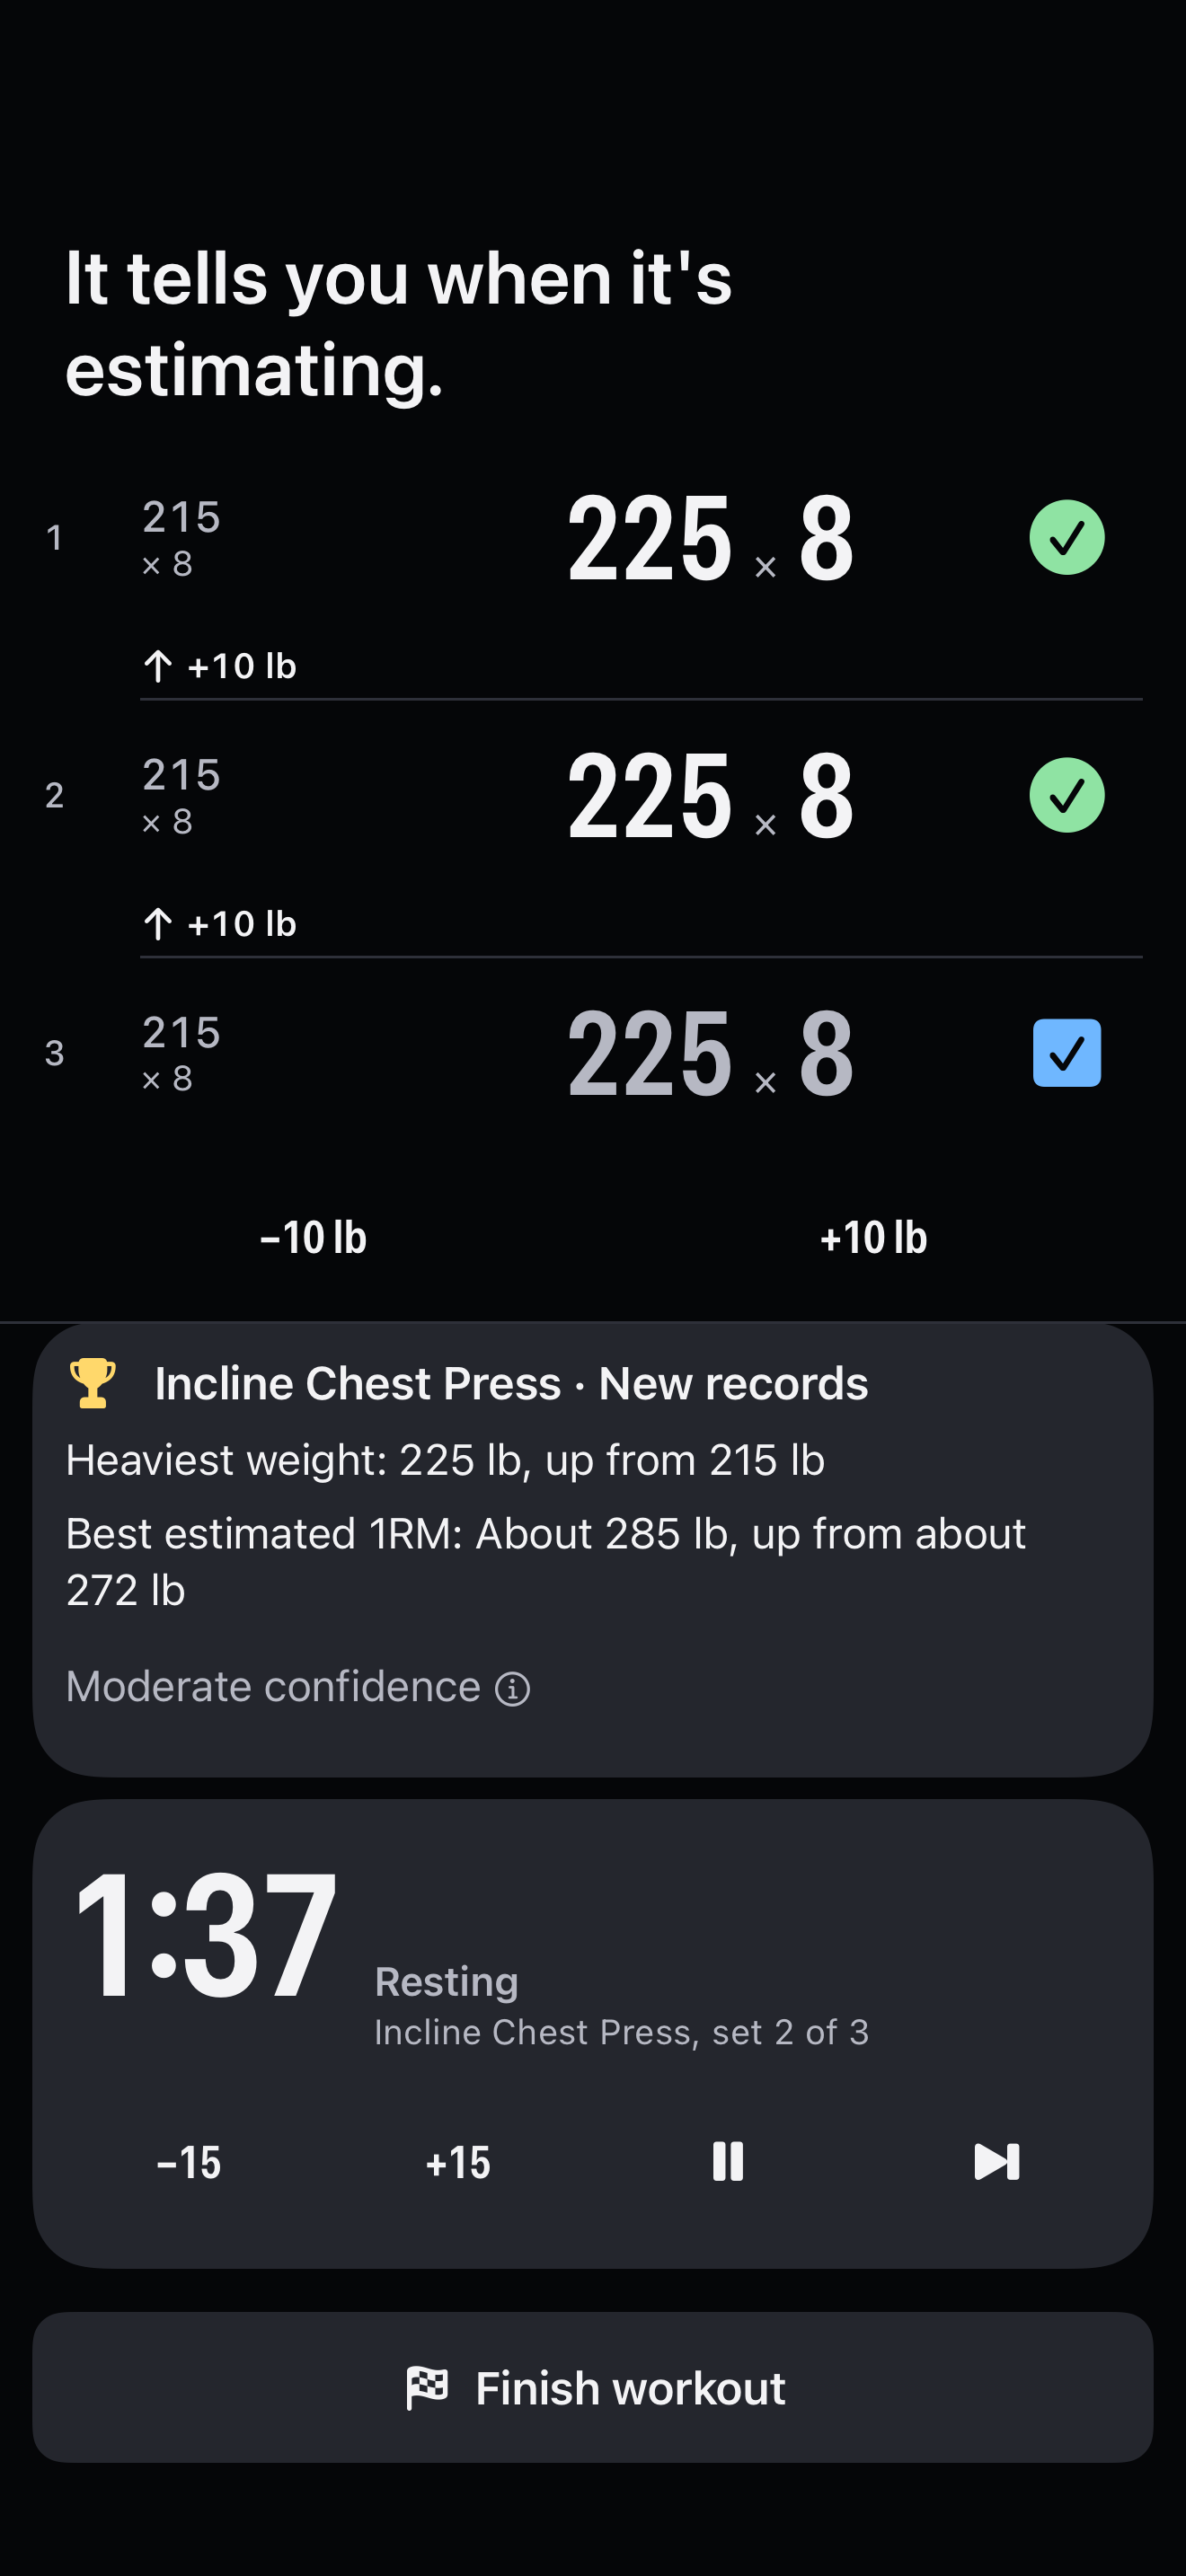 It tells you when it's
estimating.
1
215
× 8
225 × 8
↑ +10 lb
2
215
× 8
225 × 8
↑ +10 lb
3
215
× 8
225 × 8
−10 lb
+10 lb
Incline Chest Press · New records
Heaviest weight: 225 lb, up from 215 lb
Best estimated 1RM: About 285 lb, up from about
272 lb
Moderate confidence
1:37
Resting
Incline Chest Press, set 2 of 3
−15
+15
Finish workout